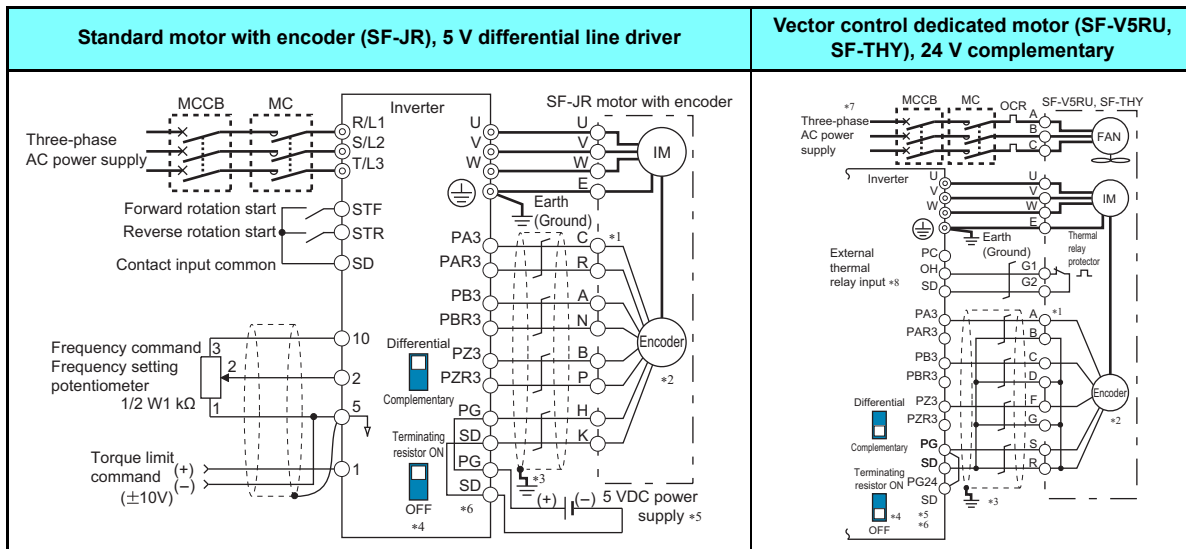 Standard motor with encoder (SF-JR), 5 V differential line driver
MCCB
MC
Three-phase
AC power supply
R/L1
S/L2
T/L3
Inverter
U
V
W
SF-JR motor with encoder
U
V
W
E
IM
Earth
(Ground)
Forward rotation start
Reverse rotation start
Contact input common
STF
STR
SD
PA3
PAR3
PB3
PBR3
PZ3
PZR3
PG
SD
PG
SD
C
R
A
N
B
P
H
K
*1
Encoder
*2
Differential
Complementary
Terminating
resistor ON
OFF
*4
*6
*3
(+)
(−)
5 VDC power
supply *5
Frequency command
Frequency setting
potentiometer
1/2 W1 kΩ
3
2
1
10
2
5
1
Torque limit
command
(±10V)
(+)
(−)
Vector control dedicated motor (SF-V5RU,
SF-THY), 24 V complementary
*7
Three-phase
AC power
supply
MCCB
MC
OCR
SF-V5RU, SF-THY
A
B
C
FAN
Inverter
U
V
W
U
V
W
E
IM
Earth
(Ground)
Thermal
relay
protector
External
thermal
relay input *8
PC
OH
SD
G1
G2
PA3
PAR3
PB3
PBR3
PZ3
PZR3
PG
SD
PG24
SD
A
B
C
D
F
G
S
R
*1
Encoder
*2
Differential
Complementary
Terminating
resistor ON
*4
OFF
*5
*6
*3